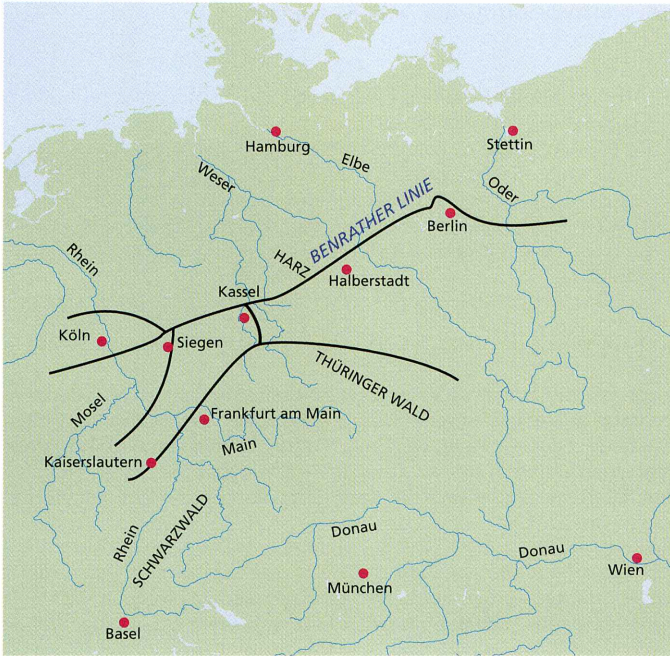 Hamburg
Stettin
Elbe
Weser
Oder
BENRATHER LINIE
Berlin
Rhein
HARZ
Halberstadt
Kassel
Köln
Siegen
THÜRINGER WALD
Mosel
Frankfurt am Main
Main
Kaiserslautern
Rhein
SCHWARZWALD
Donau
Donau
München
Wien
Basel